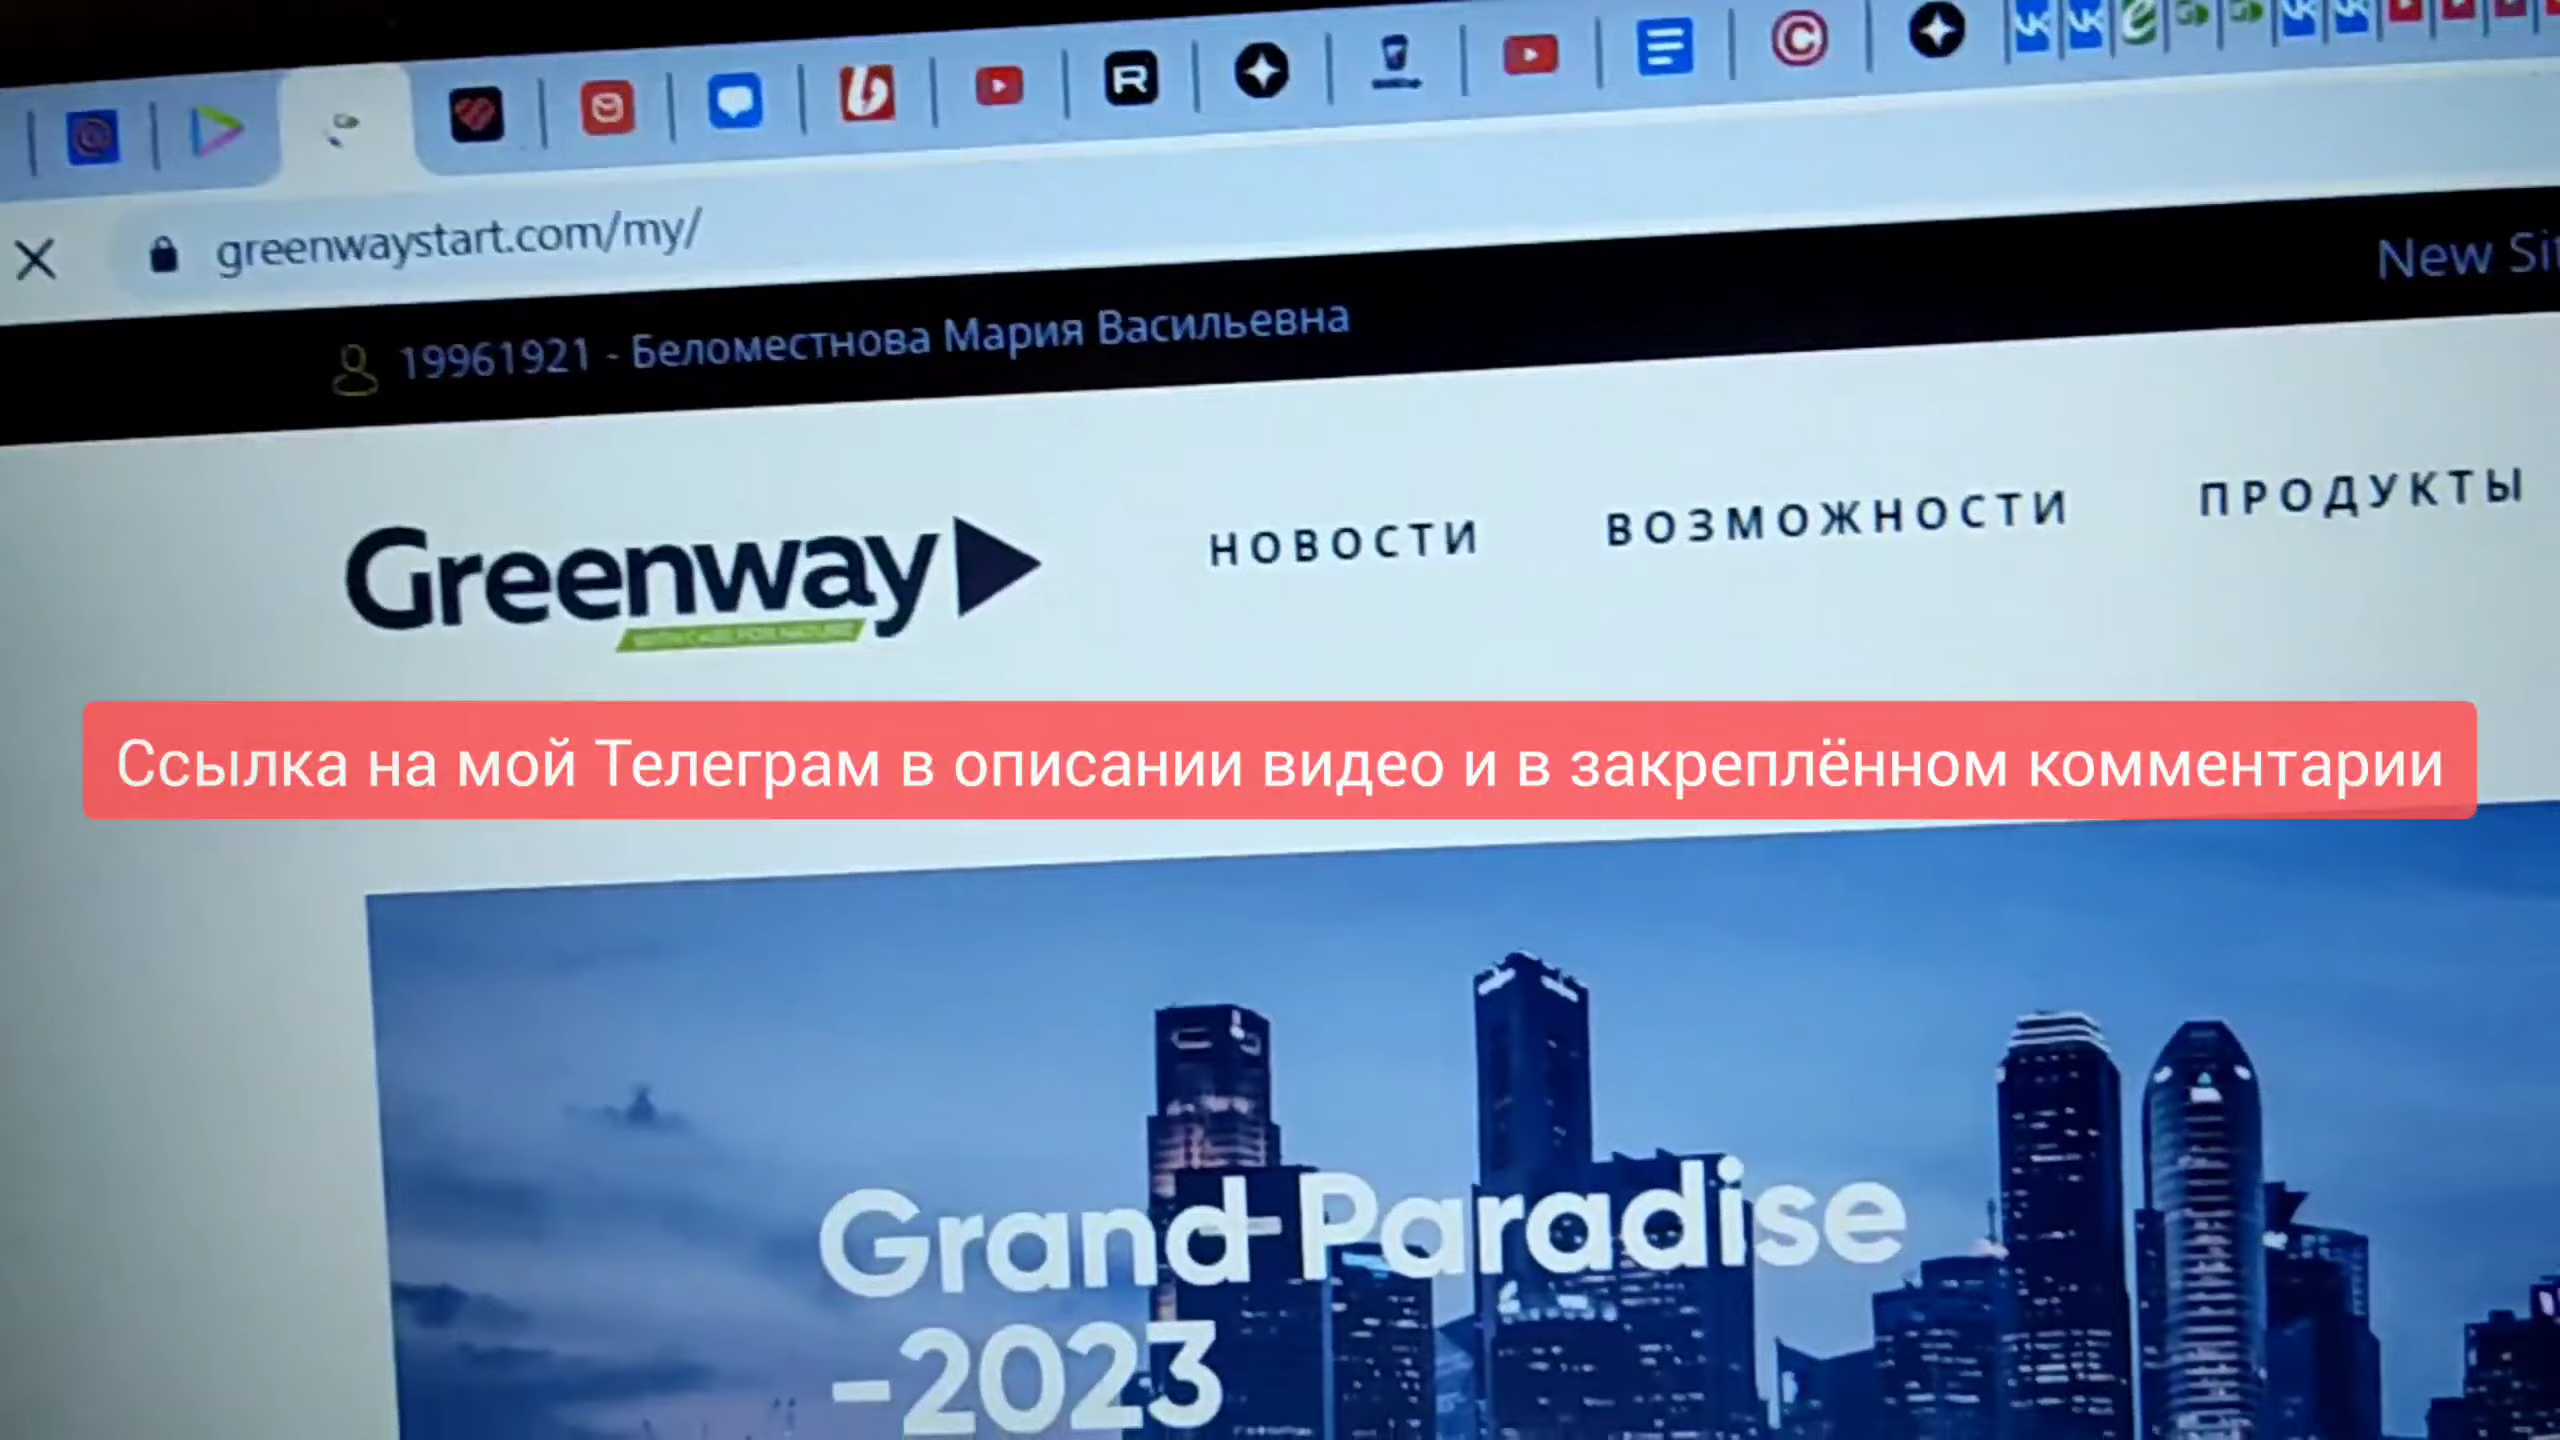 greenwaystart.com/my/
New Sit
19961921 - Беломестнова Мария Васильевна
Greenway
НОВОСТИ ВОЗМОЖНОСТИ ПРОДУКТЫ
Ссылка на мой Телеграм в описании видео и в закреплённом комментарии
Grand Paradise
-2023